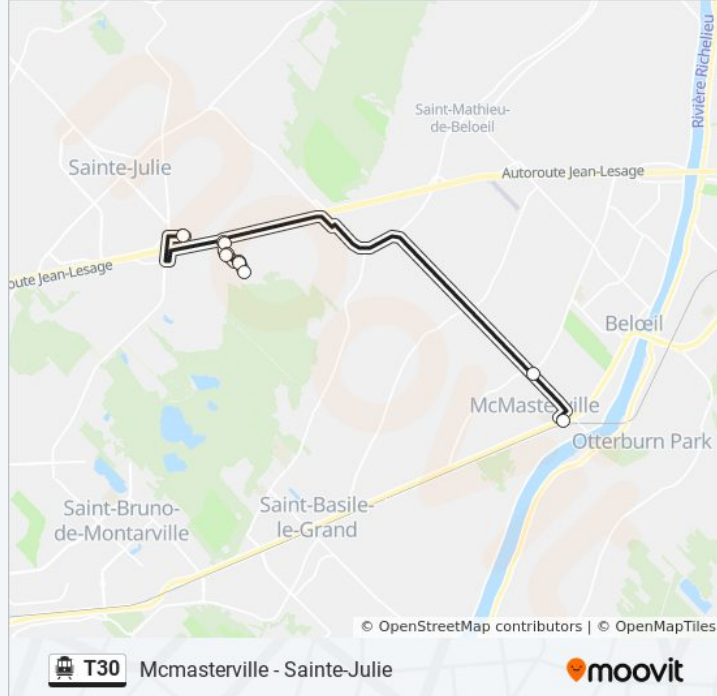 Rivière Richelieu
Saint-Mathieu-
de-Beloeil
Sainte-Julie
Autoroute Jean-Lesage
oute Jean-Lesage
Belœil
McMasterville
Otterburn Park
Saint-Bruno-
de-Montarville
Saint-Basile-
le-Grand
© OpenStreetMap contributors | © OpenMapTiles
T30 Mcmasterville - Sainte-Julie
moovit